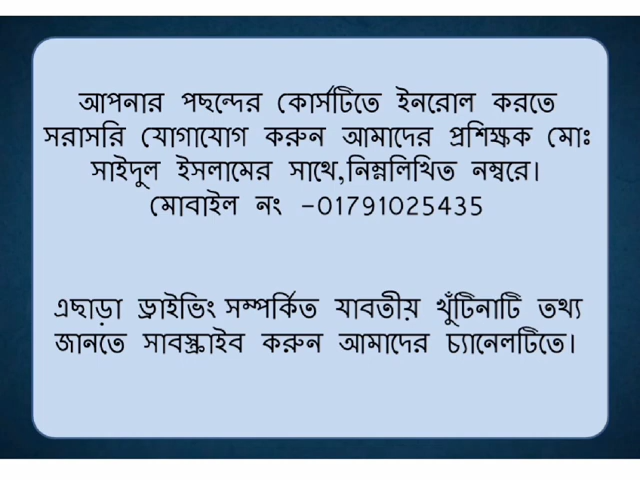 আপনার পছন্দের কোর্সটিতে ইনরোল করতে
সরাসরি যোগাযোগ করুন আমাদের প্রশিক্ষক মোঃ
সাইদুল ইসলামের সাথে,নিম্নলিখিত নম্বরে।
মোবাইল নং -01791025435
এছাড়া ড্রাইভিং সম্পর্কিত যাবতীয় খুঁটিনাটি তথ্য
জানতে সাবস্ক্রাইব করুন আমাদের চ্যানেলটিতে।